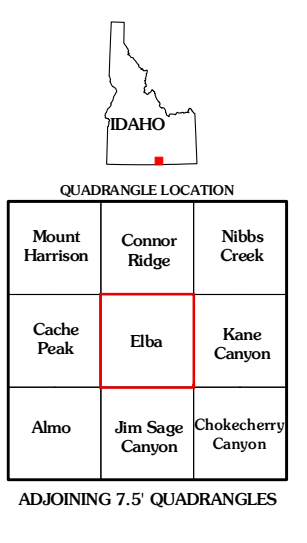 IDAHO
QUADRANGLE LOCATION
Mount
Harrison
Connor
Ridge
Nibbs
Creek
Cache
Peak
Elba
Kane
Canyon
Almo
Jim Sage
Canyon
Chokecherry
Canyon
ADJOINING 7.5' QUADRANGLES